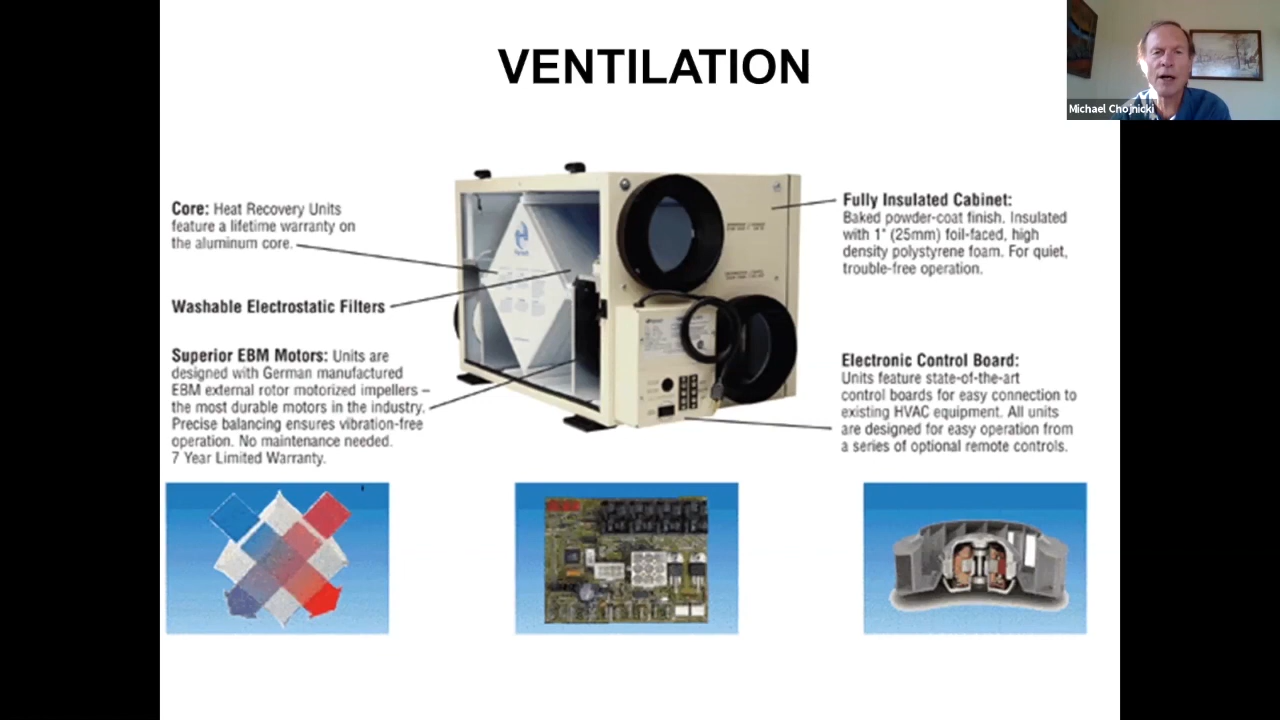 VENTILATION
Michael Chojnicki
Core: Heat Recovery Units
feature a lifetime warranty on
the aluminum core.
Washable Electrostatic Filters
Superior EBM Motors: Units are
designed with German manufactured
EBM external rotor motorized impellers –
the most durable motors in the industry.
Precise balancing ensures vibration-free
operation. No maintenance needed.
7 Year Limited Warranty.
Fully Insulated Cabinet:
Baked powder-coat finish. Insulated
with 1" (25mm) foil-faced, high
density polystyrene foam. For quiet,
trouble-free operation.
Electronic Control Board:
Units feature state-of-the-art
control boards for easy connection to
existing HVAC equipment. All units
are designed for easy operation from
a series of optional remote controls.